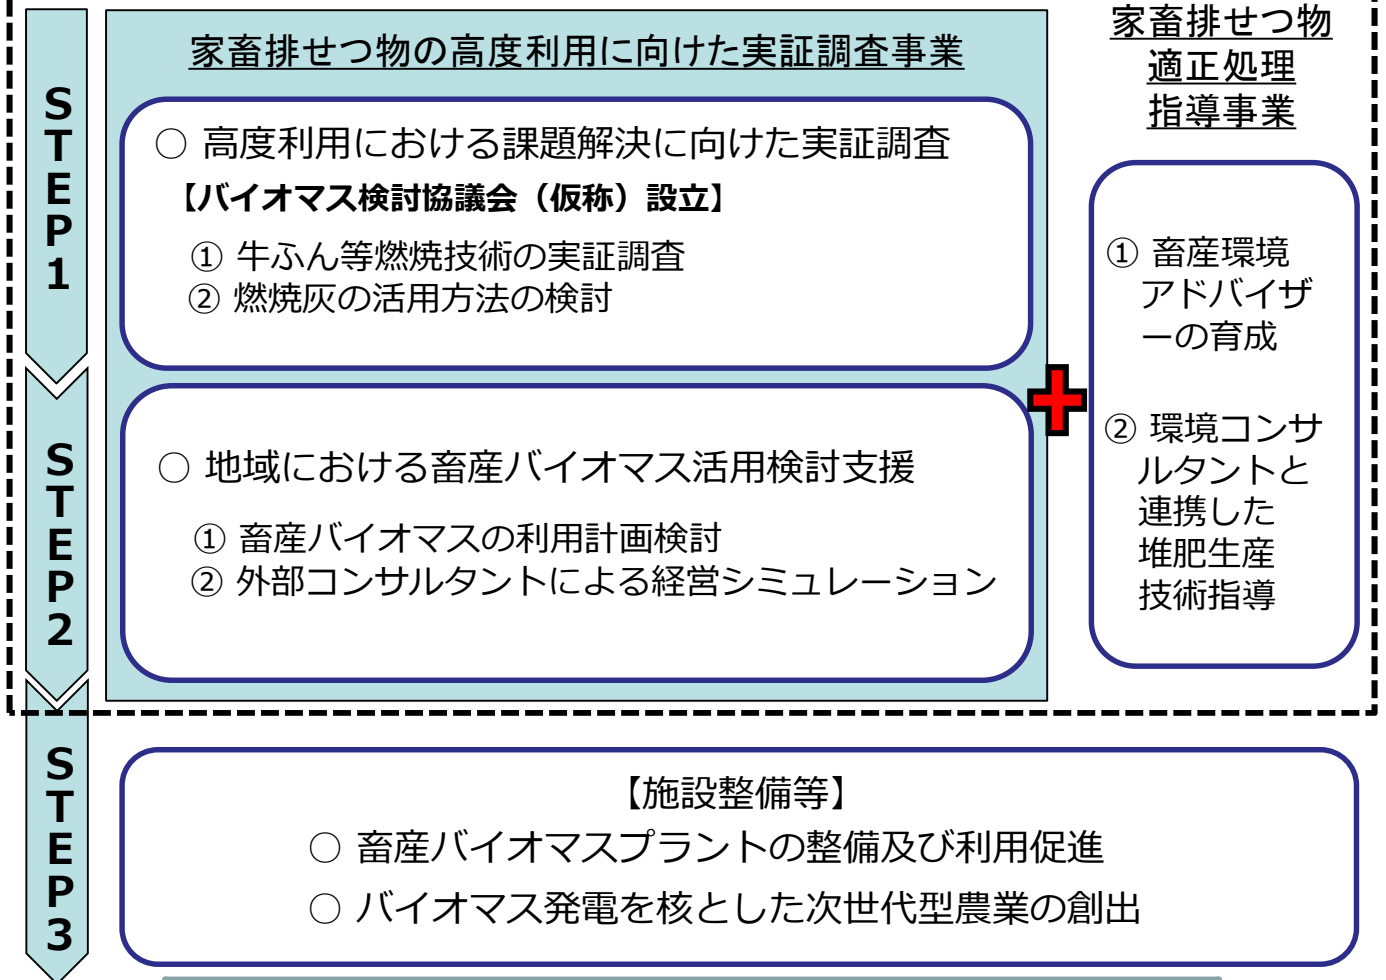 STEP1
家畜排せつ物の高度利用に向けた実証調査事業
○ 高度利用における課題解決に向けた実証調査
【バイオマス検討協議会（仮称）設立】
① 牛ふん等燃焼技術の実証調査
② 燃焼灰の活用方法の検討
STEP2
○ 地域における畜産バイオマス活用検討支援
① 畜産バイオマスの利用計画検討
② 外部コンサルタントによる経営シミュレーション
家畜排せつ物
適正処理
指導事業
① 畜産環境
アドバイザ
ーの育成
② 環境コンサ
ルタントと
連携した
堆肥生産
技術指導
STEP3
【施設整備等】
○ 畜産バイオマスプラントの整備及び利用促進
○ バイオマス発電を核とした次世代型農業の創出